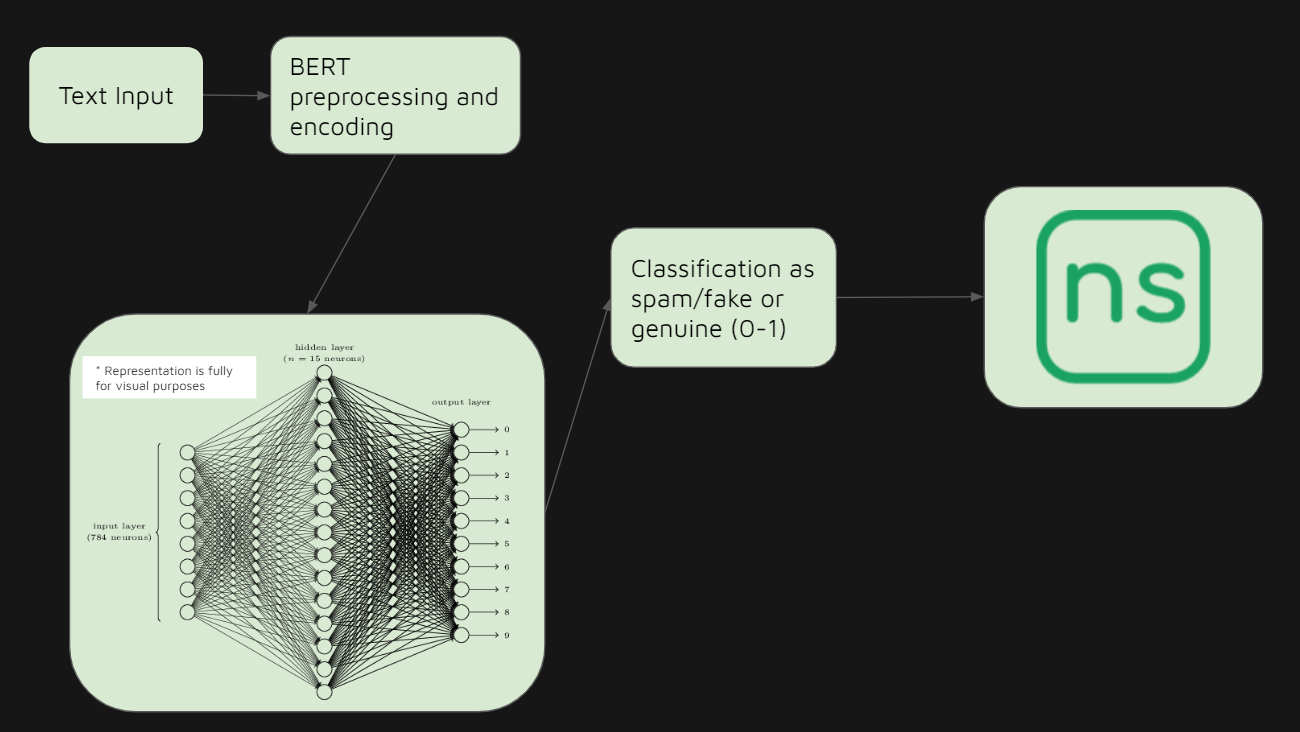 Text Input
BERT
preprocessing and
encoding
Classification as
spam/fake or
genuine (0-1)
ns
* Representation is fully
for visual purposes
hidden layer
(n = 15 neurons)
output layer
input layer
(784 neurons)
0
1
2
3
4
5
6
7
8
9